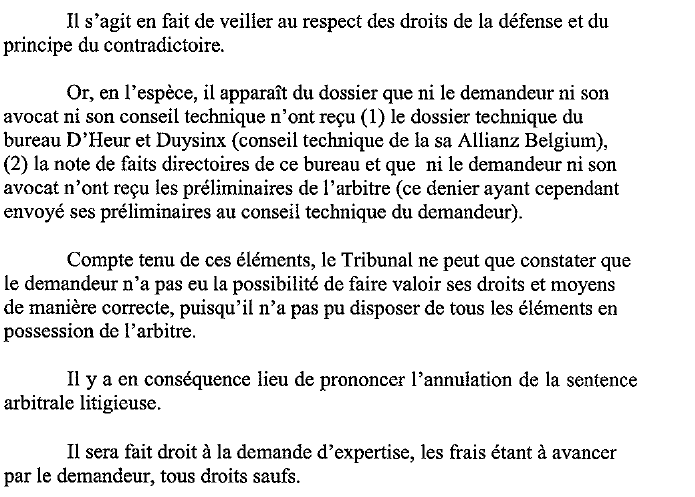 Il s'agit en fait de veiller au respect des droits de la défense et du
principe du contradictoire.
Or, en l'espèce, il apparaît du dossier que ni le demandeur ni son
avocat ni son conseil technique n'ont reçu (1) le dossier technique du
bureau D'Heur et Duysinx (conseil technique de la sa Allianz Belgium),
(2) la note de faits directoires de ce bureau et que ni le demandeur ni son
avocat n'ont reçu les préliminaires de l'arbitre (ce denier ayant cependant
envoyé ses préliminaires au conseil technique du demandeur).
Compte tenu de ces éléments, le Tribunal ne peut que constater que
le demandeur n'a pas eu la possibilité de faire valoir ses droits et moyens
de manière correcte, puisqu'il n'a pas pu disposer de tous les éléments en
possession de l'arbitre.
Il y a en conséquence lieu de prononcer l'annulation de la sentence
arbitrale litigieuse.
Il sera fait droit à la demande d'expertise, les frais étant à avancer
par le demandeur, tous droits saufs.